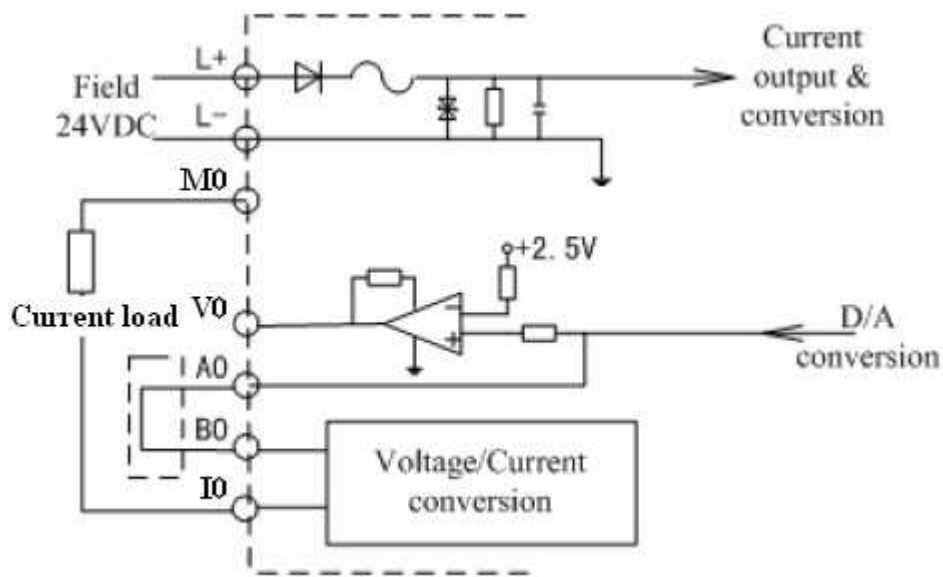 L+
Field
24VDC
L-
Current
output &
conversion
M0
+2.5V
Current load
V0
D/A
conversion
A0
B0
I0
Voltage/Current
conversion